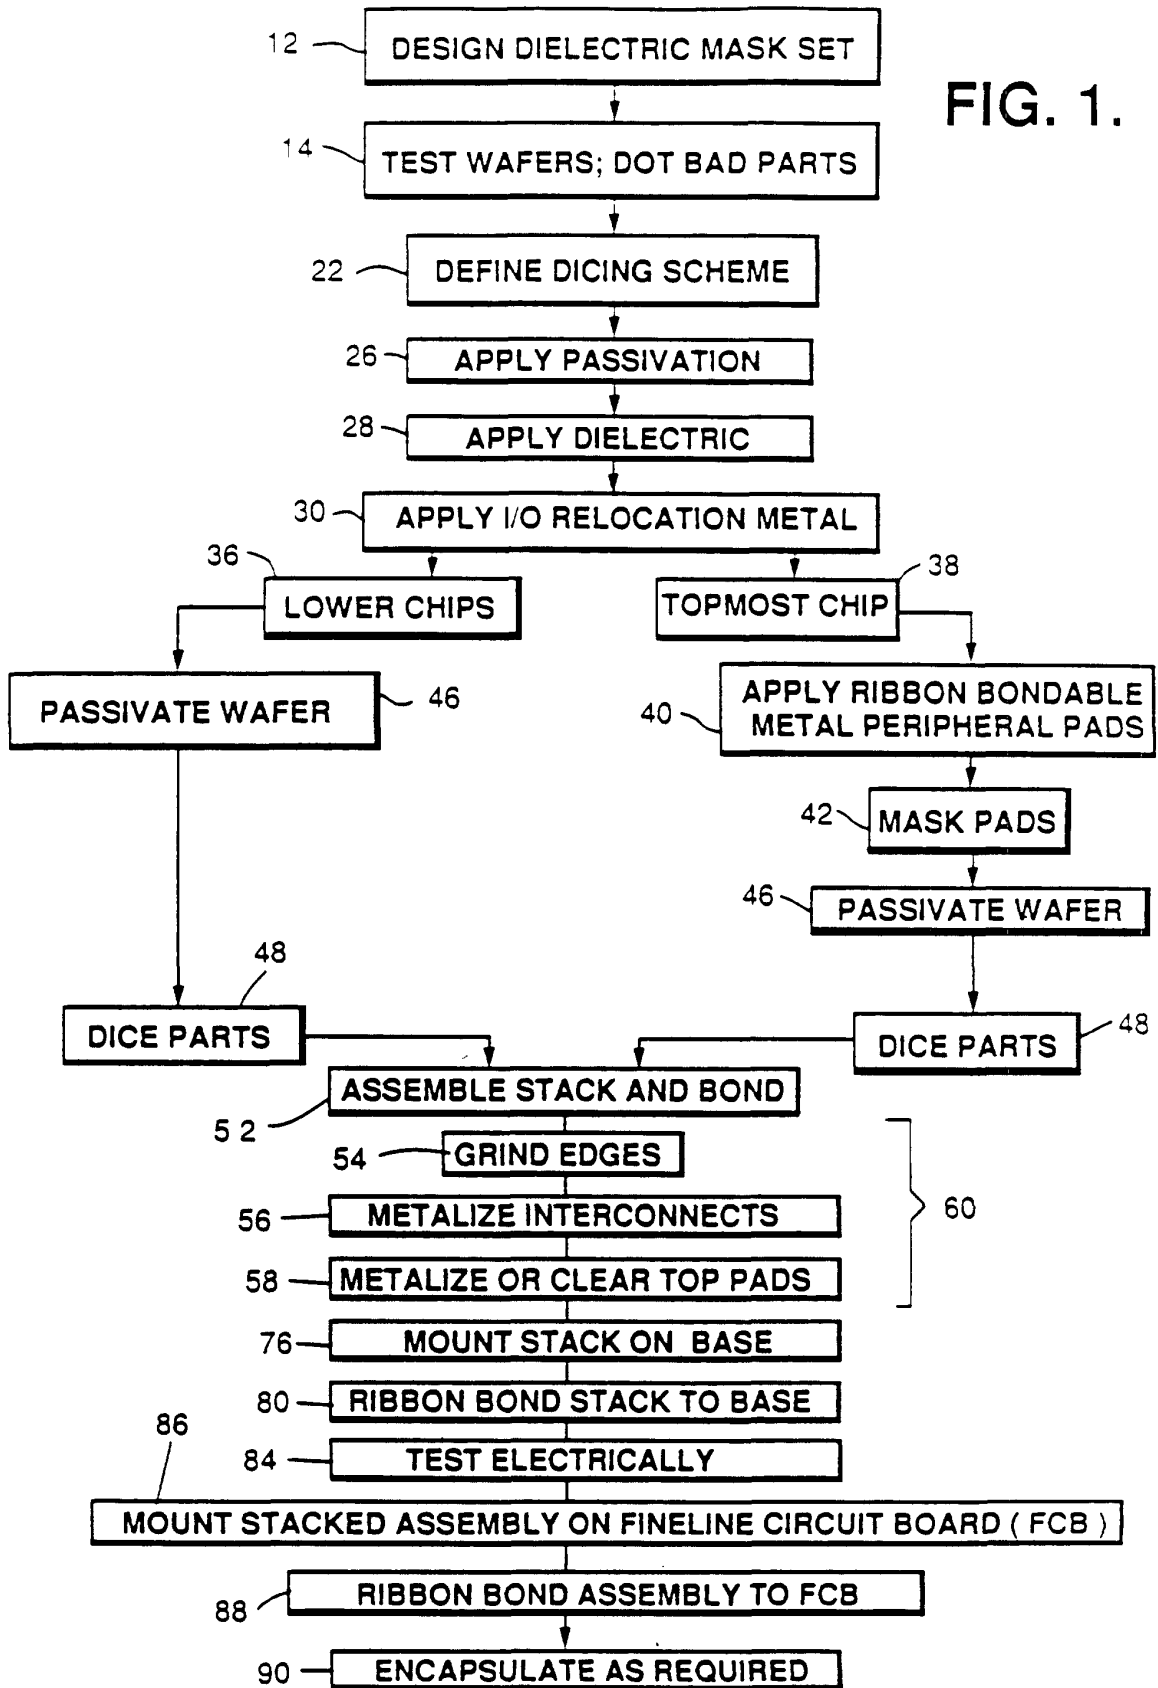 12
DESIGN DIELECTRIC MASK SET
FIG. 1.
14
TEST WAFERS; DOT BAD PARTS
22
DEFINE DICING SCHEME
26
APPLY PASSIVATION
28
APPLY DIELECTRIC
30
APPLY I/O RELOCATION METAL
36
LOWER CHIPS
38
TOPMOST CHIP
PASSIVATE WAFER
46
40
APPLY RIBBON BONDABLE
METAL PERIPHERAL PADS
42
MASK PADS
46
PASSIVATE WAFER
48
DICE PARTS
48
DICE PARTS
52
ASSEMBLE STACK AND BOND
54
GRIND EDGES
56
METALIZE INTERCONNECTS
60
58
METALIZE OR CLEAR TOP PADS
76
MOUNT STACK ON BASE
80
RIBBON BOND STACK TO BASE
84
TEST ELECTRICALLY
86
MOUNT STACKED ASSEMBLY ON FINELINE CIRCUIT BOARD ( FCB )
88
RIBBON BOND ASSEMBLY TO FCB
90
ENCAPSULATE AS REQUIRED